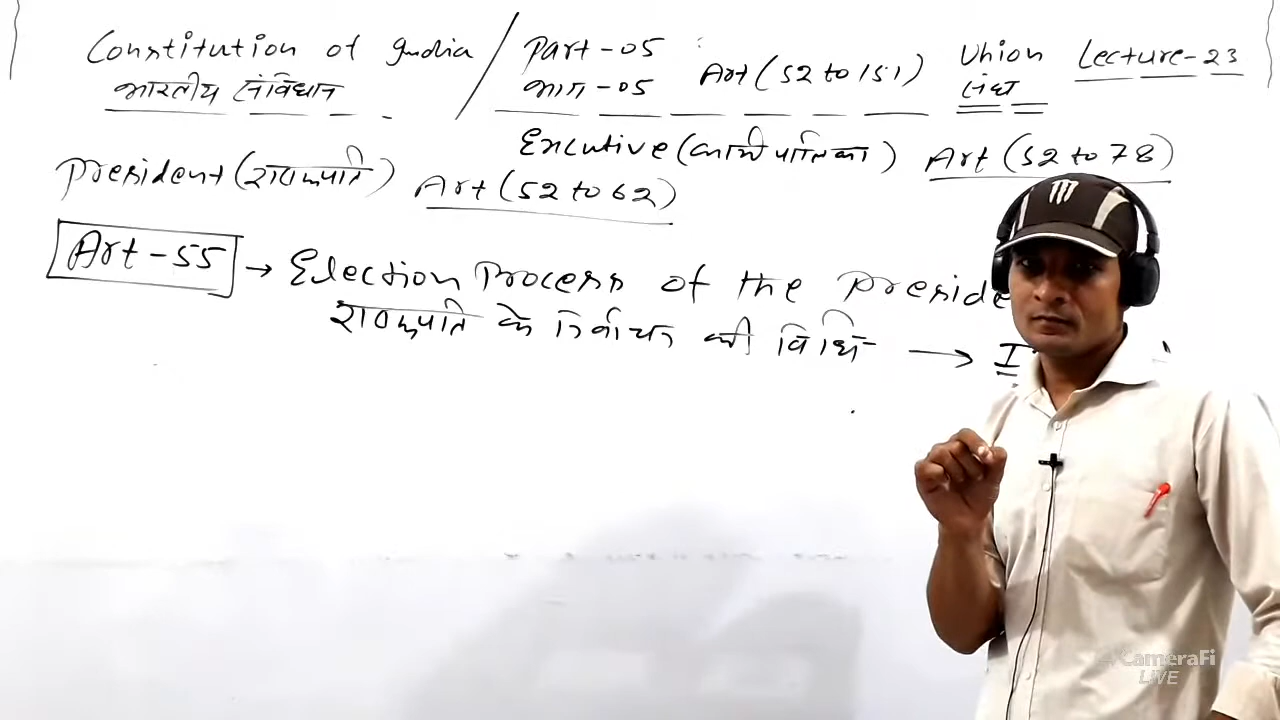 Constitution of India / Part-05 Art (52 to 151) Union Lecture-23
भारतीय संविधान भाग-05 संघ
Executive (कार्यपालिका) Art (52 to 78)
President (राष्ट्रपति) Art (52 to 62)
Art-55 → Election Process of the Preside
राष्ट्रपति के निर्वाचन की विधि → I
CameraFi
LIVE